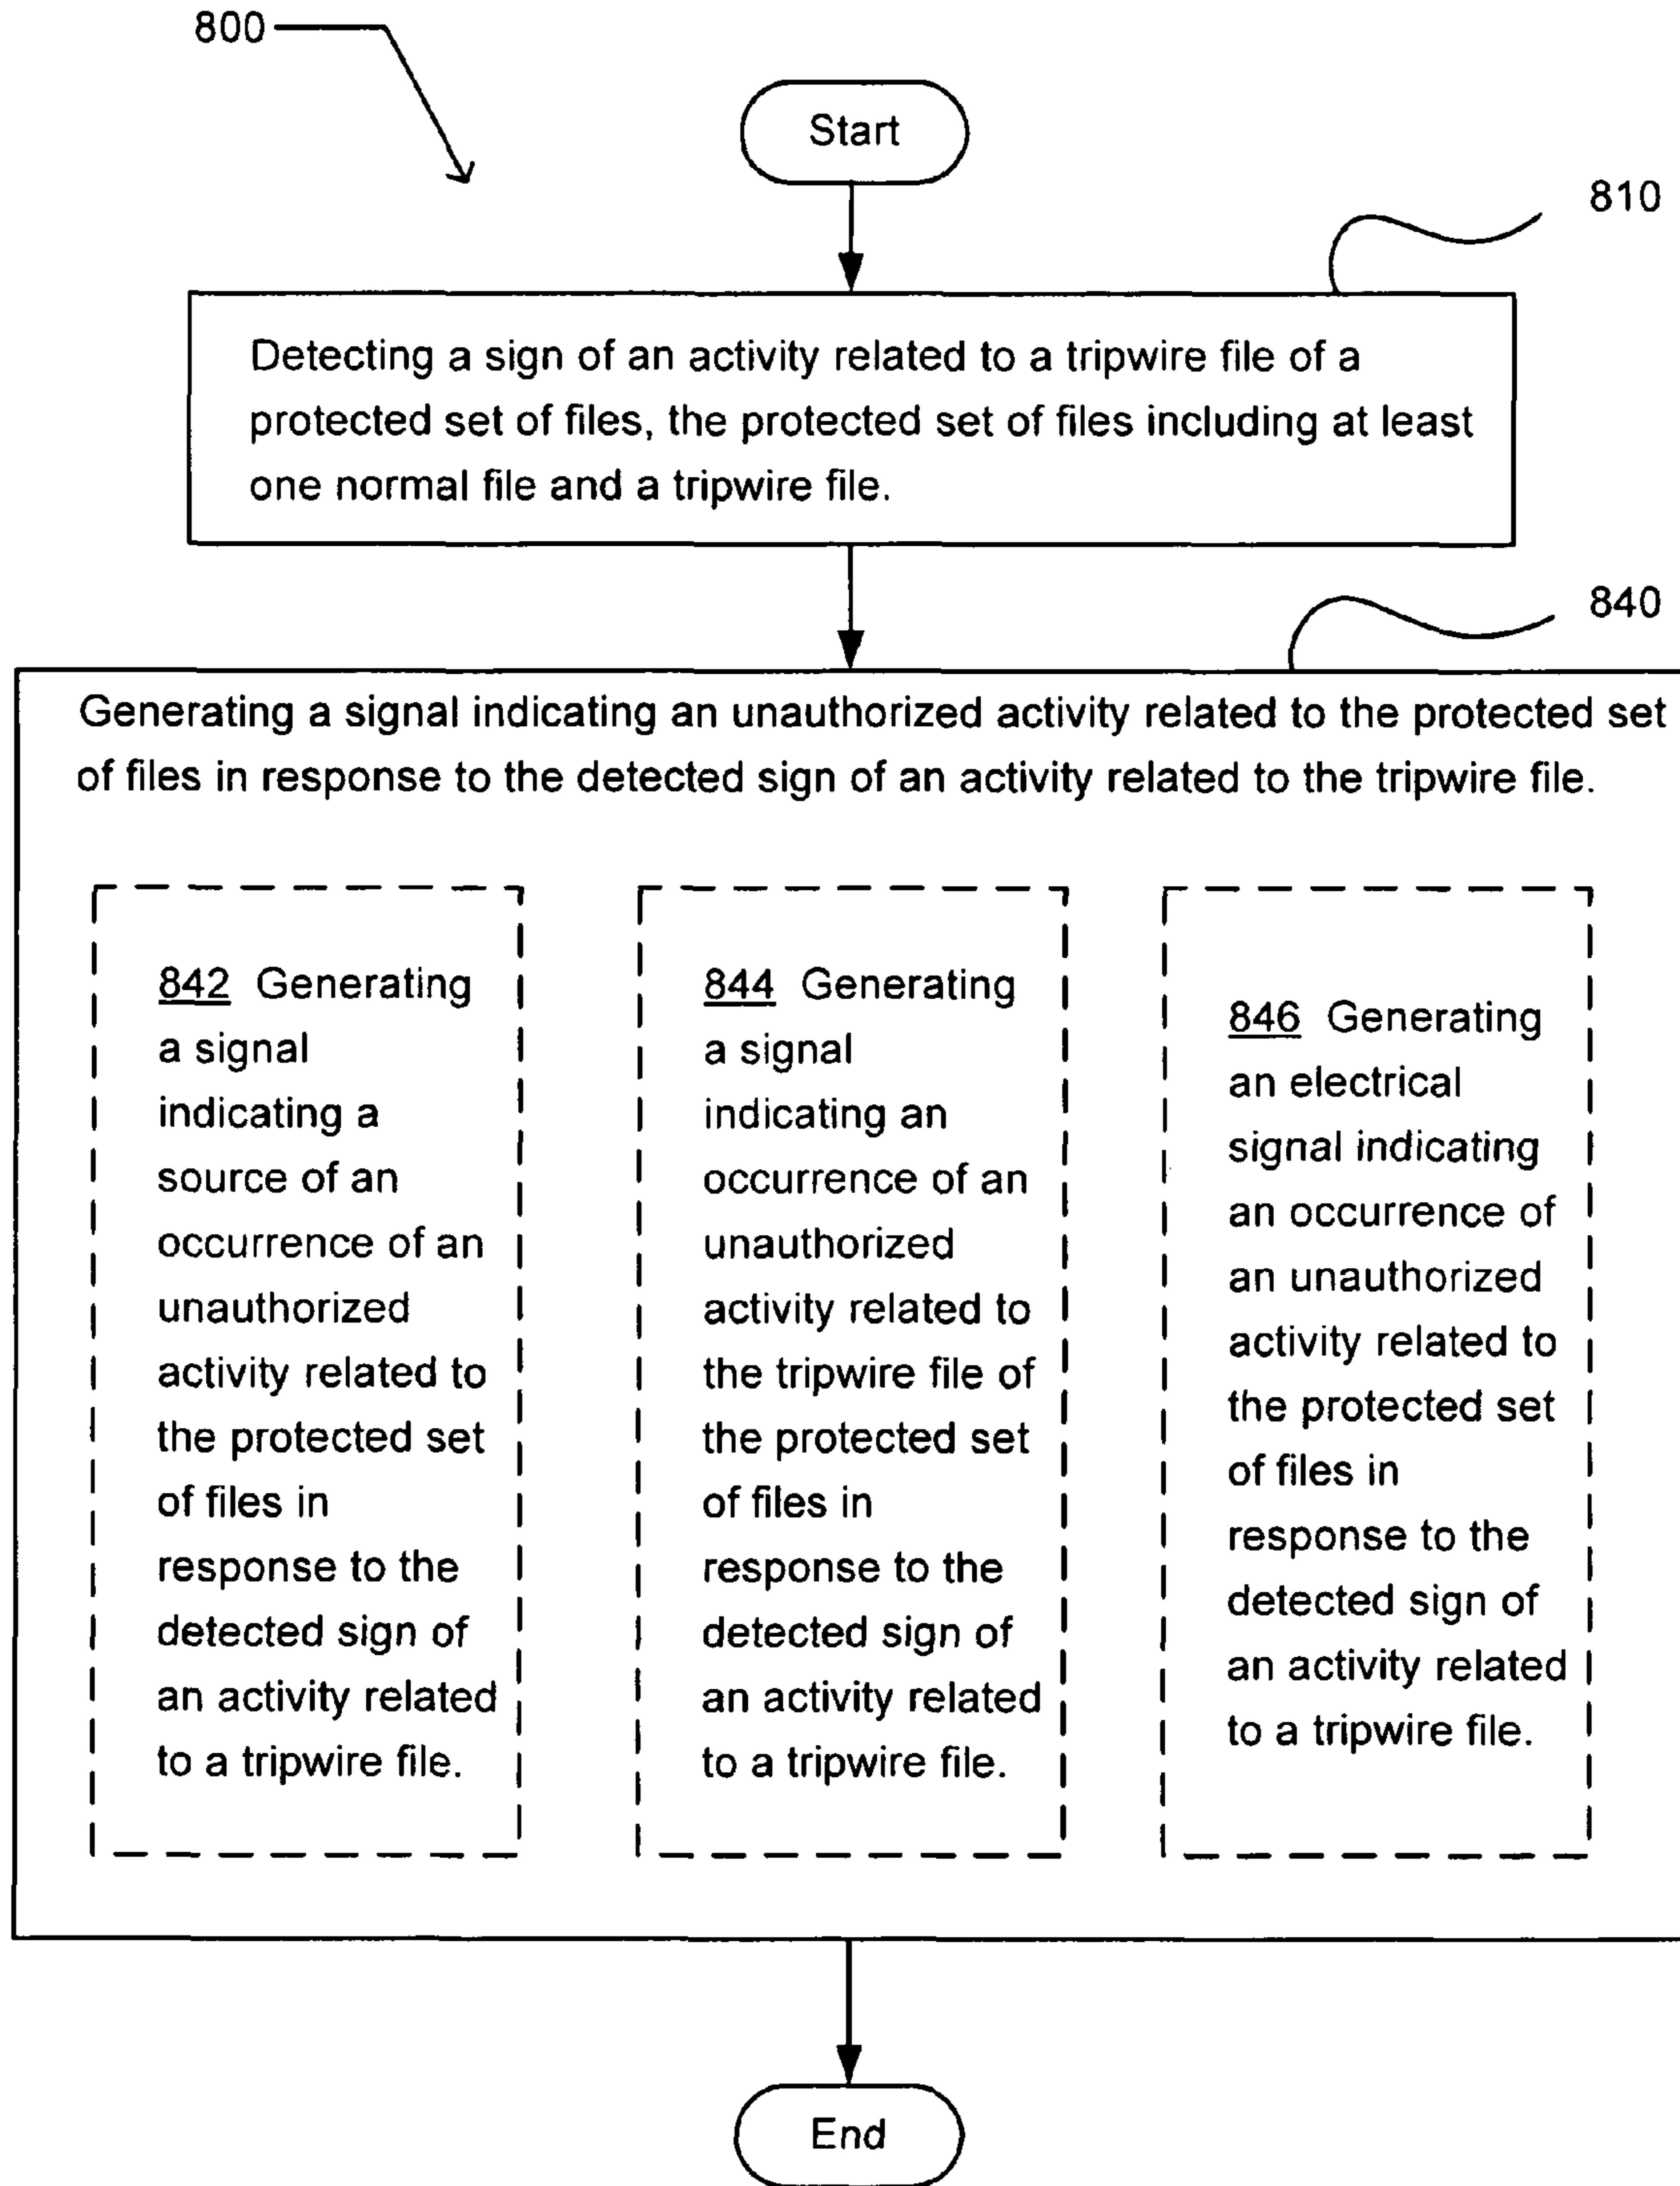 800
Start
810
Detecting a sign of an activity related to a tripwire file of a
protected set of files, the protected set of files including at least
one normal file and a tripwire file.
840
Generating a signal indicating an unauthorized activity related to the protected set
of files in response to the detected sign of an activity related to the tripwire file.
842 Generating
a signal
indicating a
source of an
occurrence of an
unauthorized
activity related to
the protected set
of files in
response to the
detected sign of
an activity related
to a tripwire file.
844 Generating
a signal
indicating an
occurrence of an
unauthorized
activity related to
the tripwire file of
the protected set
of files in
response to the
detected sign of
an activity related
to a tripwire file.
846 Generating
an electrical
signal indicating
an occurrence of
an unauthorized
activity related to
the protected set
of files in
response to the
detected sign of
an activity related
to a tripwire file.
End